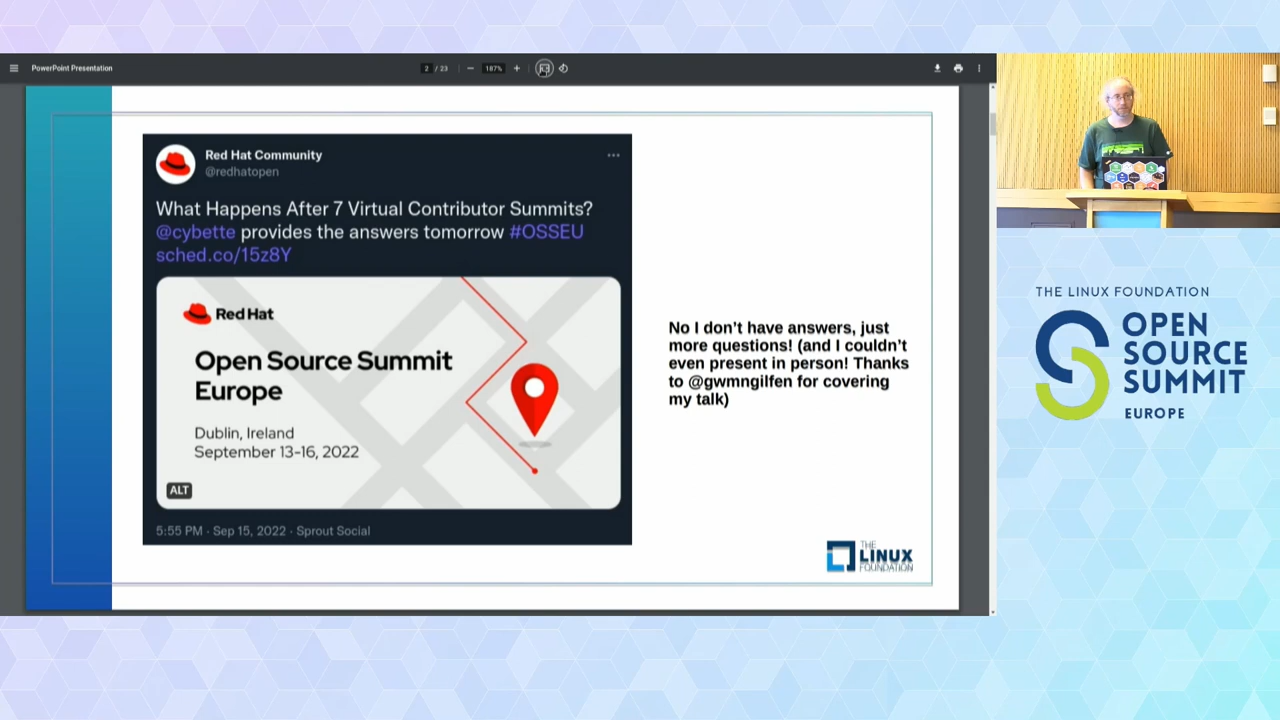 PowerPoint Presentation
2 / 23
187%
Red Hat Community
@redhatopen
What Happens After 7 Virtual Contributor Summits?
@cybette provides the answers tomorrow #OSSEU
sched.co/15z8Y
Red Hat
Open Source Summit
Europe
Dublin, Ireland
September 13-16, 2022
ALT
5:55 PM · Sep 15, 2022 · Sprout Social
No I don't have answers, just
more questions! (and I couldn't
even present in person! Thanks
to @gwmngilfen for covering
my talk)
THE
LINUX
FOUNDATION
THE LINUX FOUNDATION
OPEN
SOURCE
SUMMIT
EUROPE